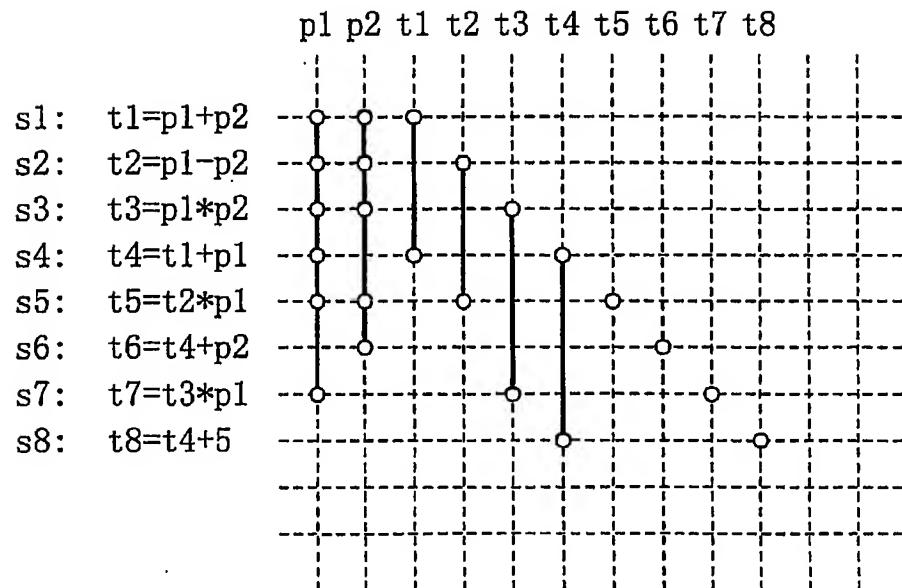 p1 p2 t1 t2 t3 t4 t5 t6 t7 t8
s1: t1=p1+p2
s2: t2=p1-p2
s3: t3=p1*p2
s4: t4=t1+p1
s5: t5=t2*p1
s6: t6=t4+p2
s7: t7=t3*p1
s8: t8=t4+5